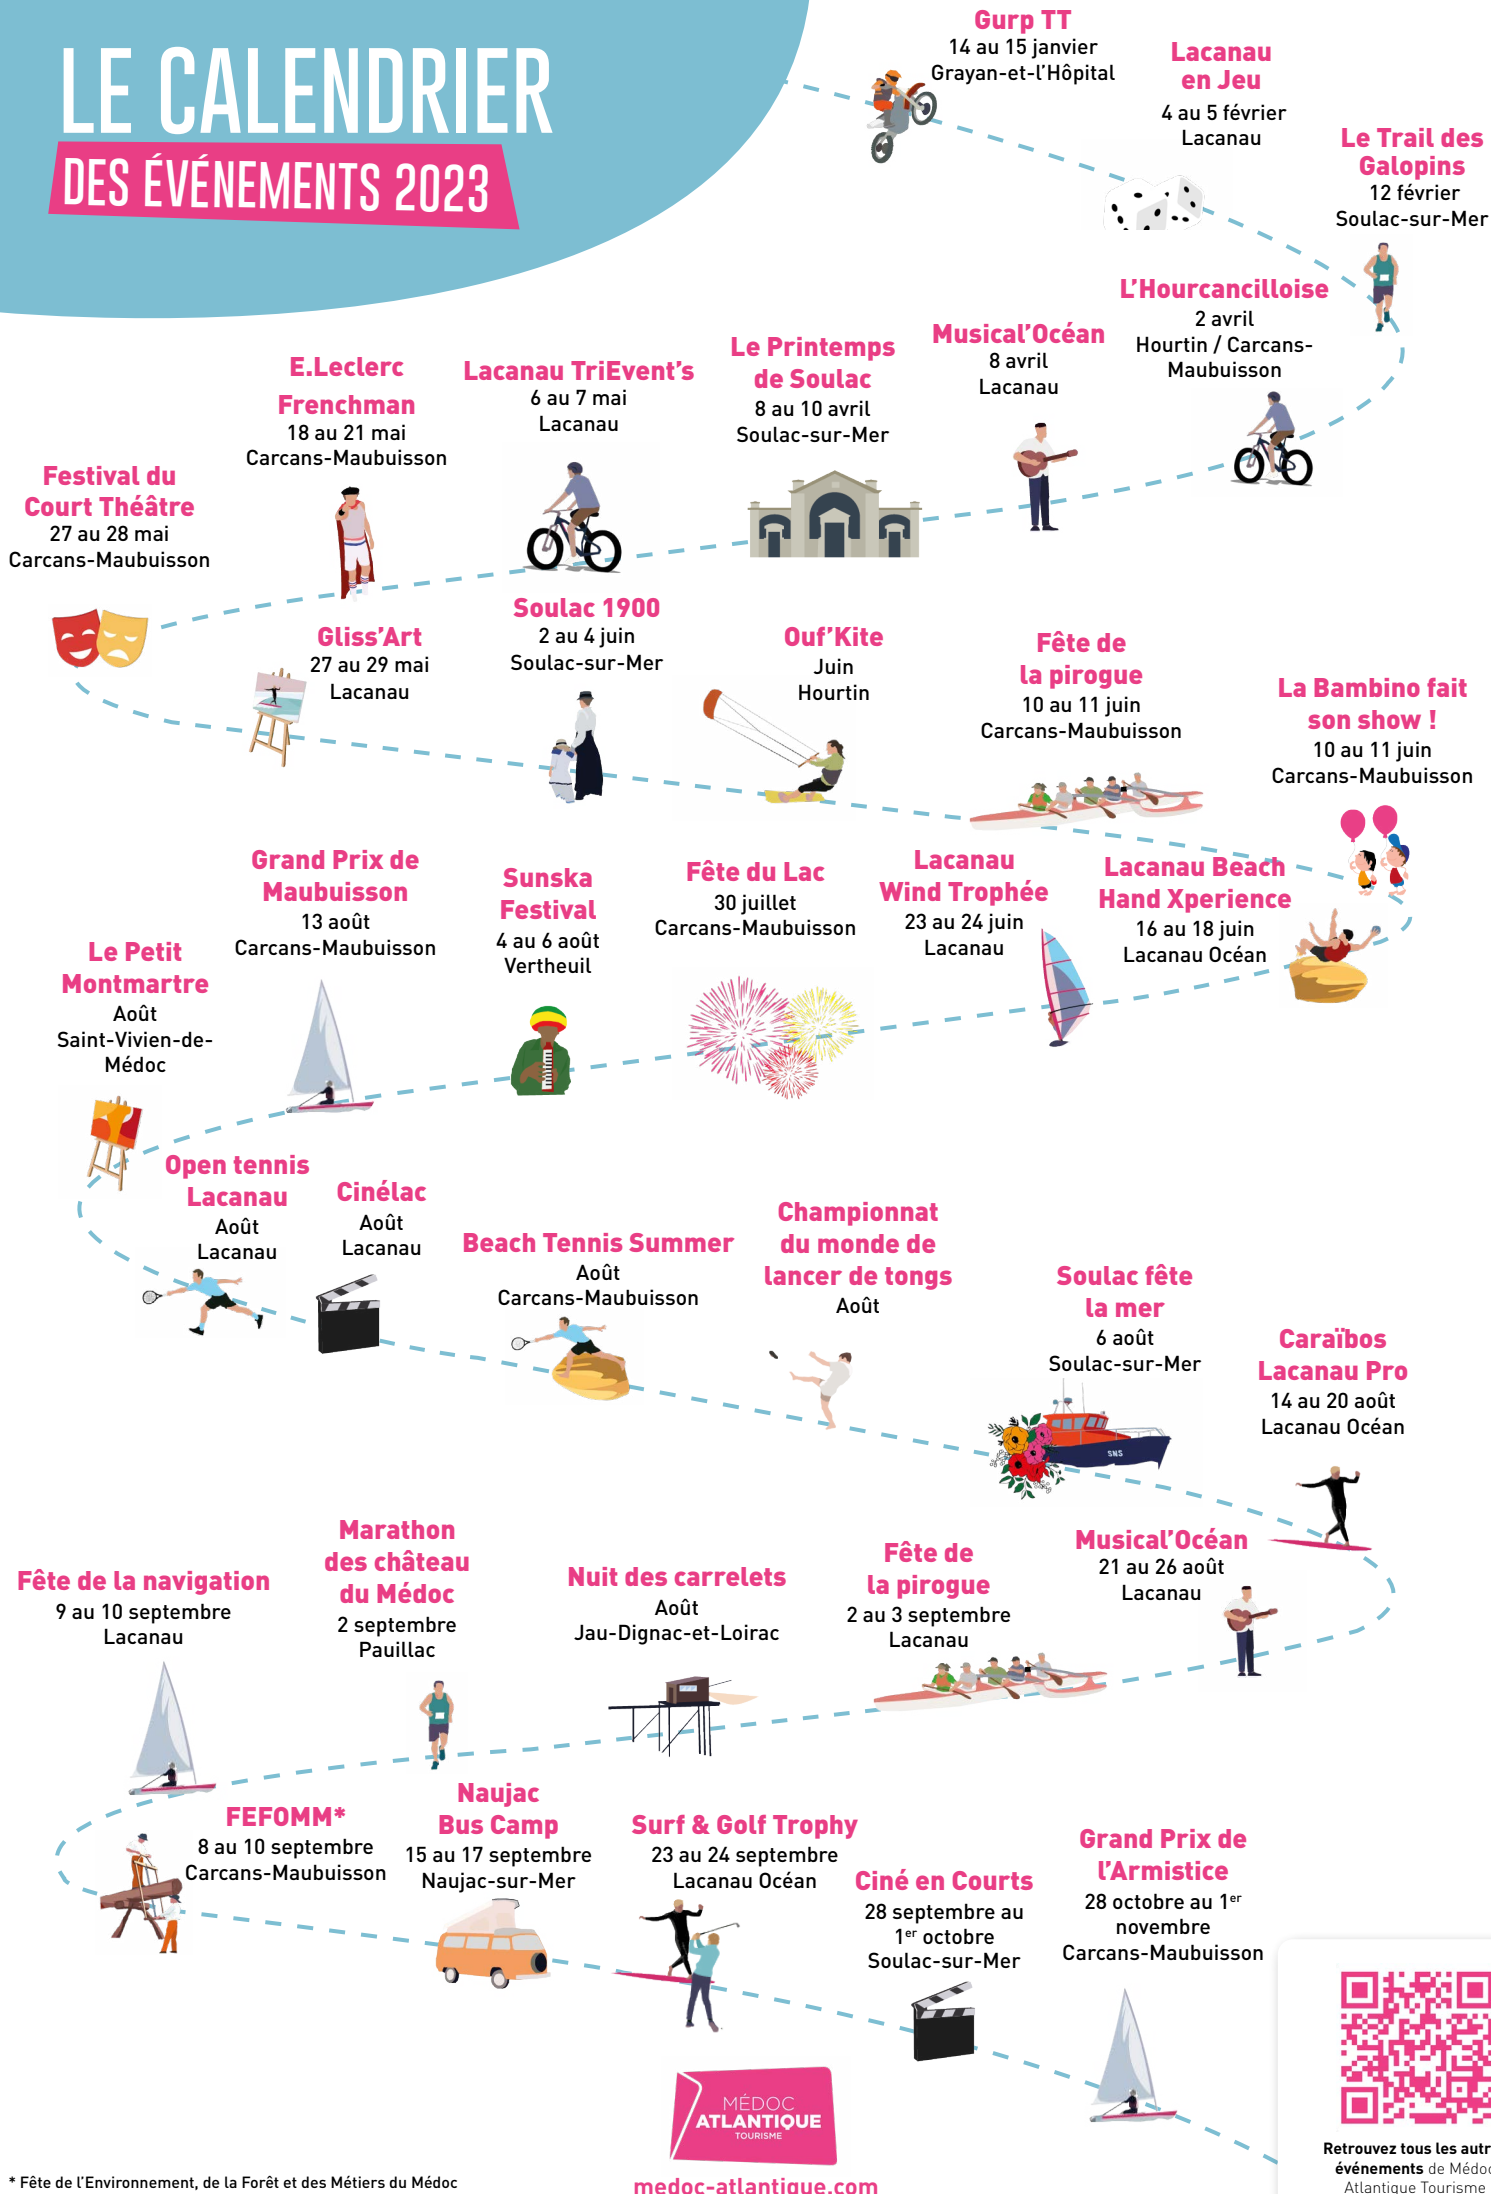 LE CALENDRIER
DES ÉVÉNEMENTS 2023
Gurp TT
14 au 15 janvier
Grayan-et-l'Hôpital
Lacanau
en Jeu
4 au 5 février
Lacanau
Le Trail des
Galopins
12 février
Soulac-sur-Mer
L'Hourcancilloise
2 avril
Hourtin / Carcans-
Maubuisson
Musical'Océan
8 avril
Lacanau
Le Printemps
de Soulac
8 au 10 avril
Soulac-sur-Mer
Lacanau TriEvent's
6 au 7 mai
Lacanau
E.Leclerc
Frenchman
18 au 21 mai
Carcans-Maubuisson
Festival du
Court Théâtre
27 au 28 mai
Carcans-Maubuisson
Gliss'Art
27 au 29 mai
Lacanau
Soulac 1900
2 au 4 juin
Soulac-sur-Mer
Ouf'Kite
Juin
Hourtin
Fête de
la pirogue
10 au 11 juin
Carcans-Maubuisson
La Bambino fait
son show !
10 au 11 juin
Carcans-Maubuisson
Lacanau Beach
Hand Xperience
16 au 18 juin
Lacanau Océan
Lacanau
Wind Trophée
23 au 24 juin
Lacanau
Fête du Lac
30 juillet
Carcans-Maubuisson
Sunska
Festival
4 au 6 août
Vertheuil
Grand Prix de
Maubuisson
13 août
Carcans-Maubuisson
Le Petit
Montmartre
Août
Saint-Vivien-de-
Médoc
Open tennis
Lacanau
Août
Lacanau
Cinélac
Août
Lacanau
Beach Tennis Summer
Août
Carcans-Maubuisson
Championnat
du monde de
lancer de tongs
Août
Soulac fête
la mer
6 août
Soulac-sur-Mer
SNS
Caraïbos
Lacanau Pro
14 au 20 août
Lacanau Océan
Musical'Océan
21 au 26 août
Lacanau
Fête de
la pirogue
2 au 3 septembre
Lacanau
Nuit des carrelets
Août
Jau-Dignac-et-Loirac
Marathon
des château
du Médoc
2 septembre
Pauillac
Fête de la navigation
9 au 10 septembre
Lacanau
FEFOMM*
8 au 10 septembre
Carcans-Maubuisson
Naujac
Bus Camp
15 au 17 septembre
Naujac-sur-Mer
Surf & Golf Trophy
23 au 24 septembre
Lacanau Océan
Ciné en Courts
28 septembre au
1er octobre
Soulac-sur-Mer
Grand Prix de
l'Armistice
28 octobre au 1er
novembre
Carcans-Maubuisson
Retrouvez tous les autr
événements de Médoc
Atlantique Tourisme
MÉDOC
ATLANTIQUE
TOURISME
medoc-atlantique.com
* Fête de l'Environnement, de la Forêt et des Métiers du Médoc